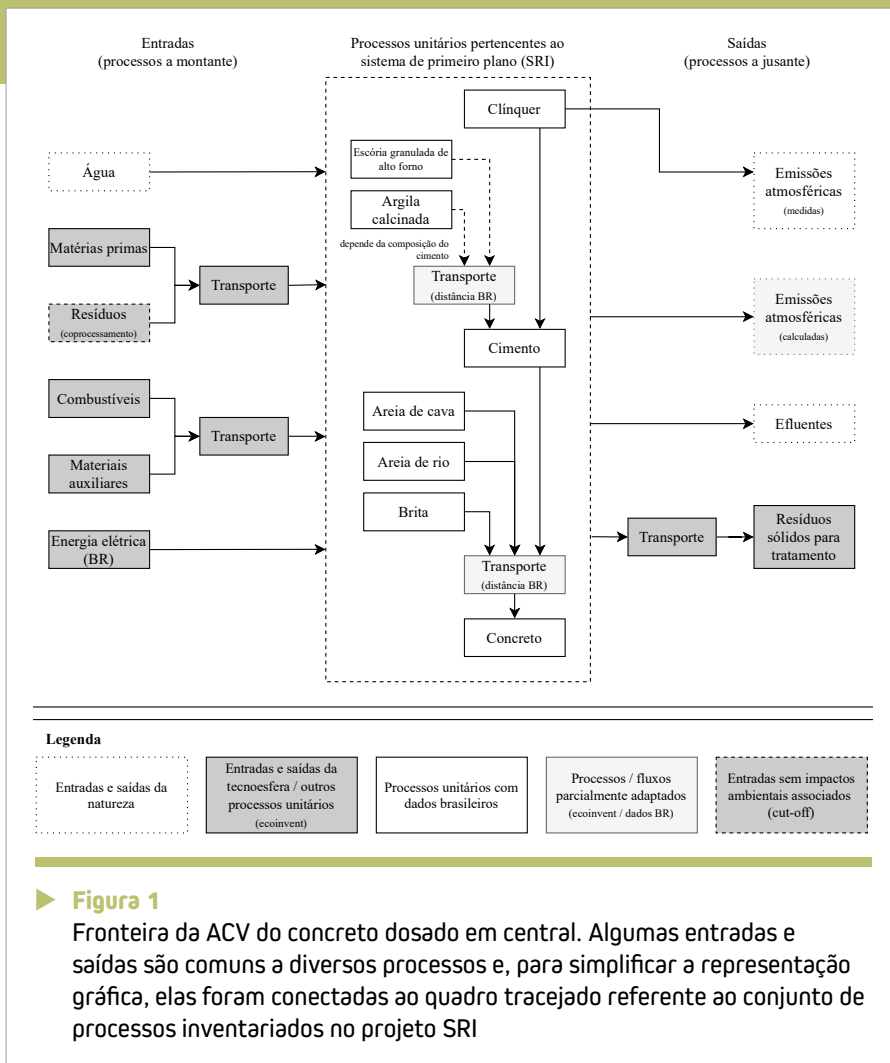 Entradas
(processos a montante)
Processos unitários pertencentes ao
sistema de primeiro plano (SRI)
Saídas
(processos a jusante)
Água
Matérias primas
Resíduos
(coprocessamento)
Transporte
Combustíveis
Materiais
auxiliares
Transporte
Energia elétrica
(BR)
Clínquer
Escória granulada de
alto forno
Argila
calcinada
depende da composição do
cimento
Transporte
(distância BR)
Cimento
Areia de cava
Areia de rio
Brita
Transporte
(distância BR)
Concreto
Emissões
atmosféricas
(medidas)
Emissões
atmosféricas
(calculadas)
Efluentes
Transporte
Resíduos
sólidos para
tratamento
Legenda
Entradas e saídas da
natureza
Entradas e saídas da
tecnoesfera / outros
processos unitários
(ecoinvent)
Processos unitários com
dados brasileiros
Processos / fluxos
parcialmente adaptados
(ecoinvent / dados BR)
Entradas sem impactos
ambientais associados
(cut-off)
Figura 1
Fronteira da ACV do concreto dosado em central. Algumas entradas e
saídas são comuns a diversos processos e, para simplificar a representação
gráfica, elas foram conectadas ao quadro tracejado referente ao conjunto de
processos inventariados no projeto SRI